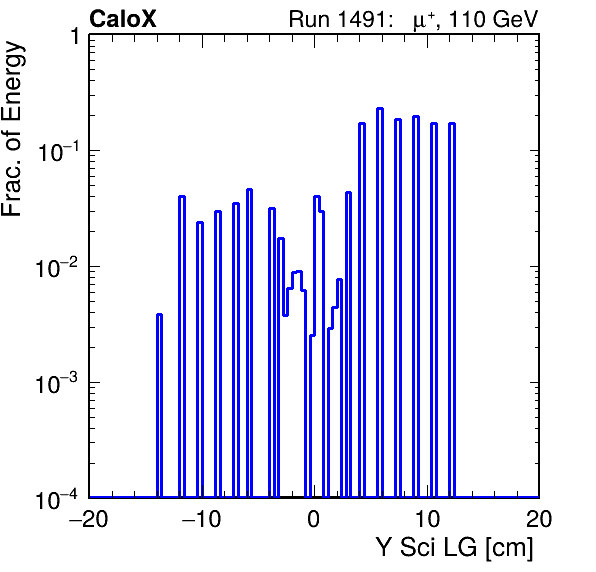 CaloX Run 1491: μ⁺, 110 GeV
Frac. of Energy
1
10⁻¹
10⁻²
10⁻³
10⁻⁴
−20 −10 0 10 20
Y Sci LG [cm]